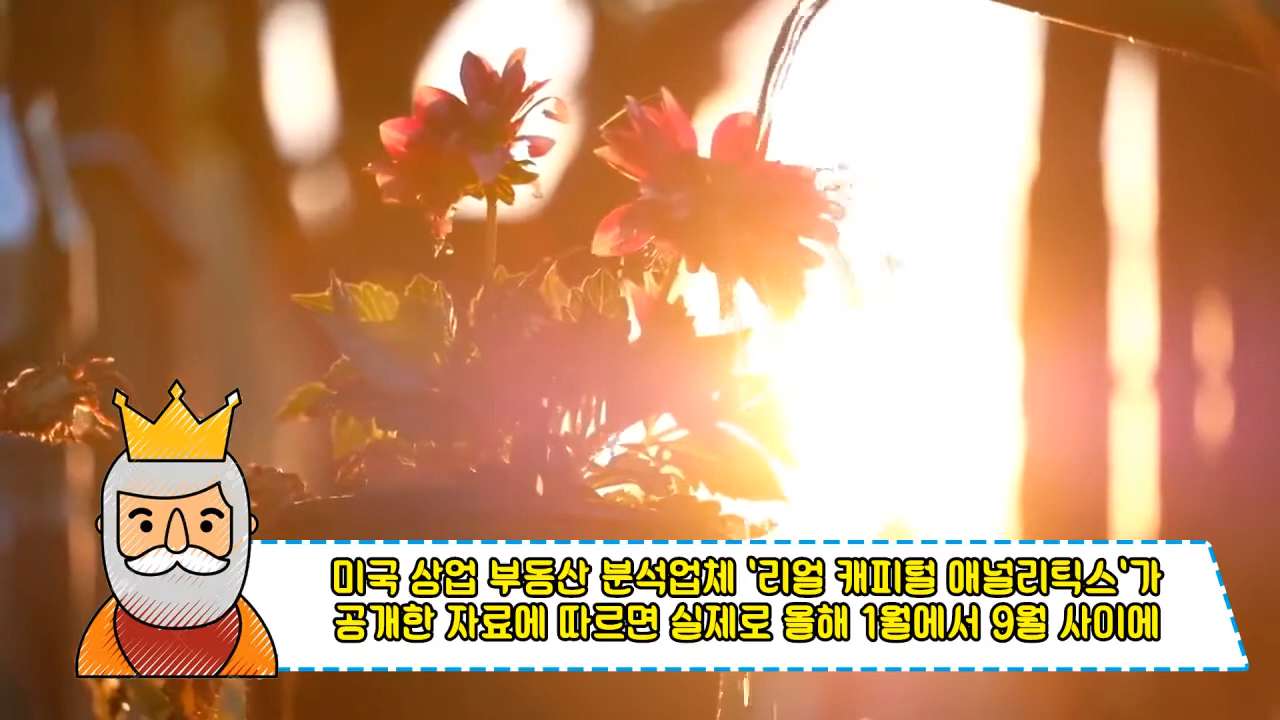 미국 상업 부동산 분석업체 '리얼 캐피털 애널리틱스'가
공개한 자료에 따르면 실제로 올해 1월에서 9월 사이에